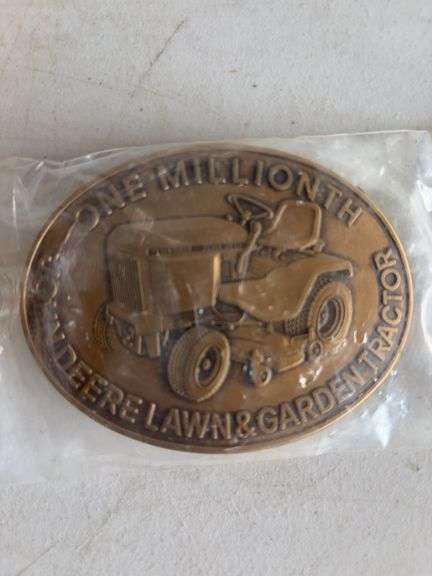 ONE MILLIONTH
DEERE LAWN & GARDEN TRACTOR